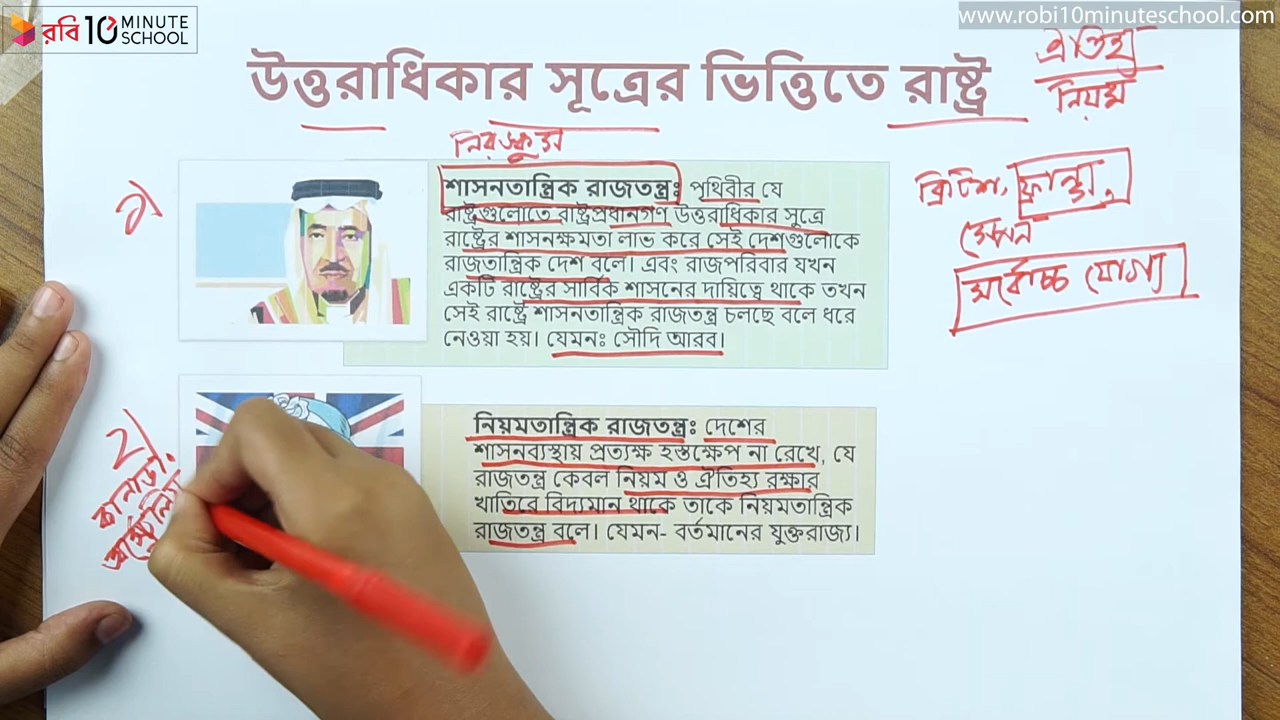 রবি 10 MINUTE SCHOOL
www.robi10minuteschool.com
উত্তরাধিকার সূত্রের ভিত্তিতে রাষ্ট্র
ঐতিহ্য
নিয়ম
নিরঙ্কুশ
১)
শাসনতান্ত্রিক রাজতন্ত্রঃ পৃথিবীর যে
রাষ্ট্রগুলোতে রাষ্ট্রপ্রধানগণ উত্তরাধিকার সুত্রে
রাষ্ট্রের শাসনক্ষমতা লাভ করে সেই দেশগুলোকে
রাজতান্ত্রিক দেশ বলে। এবং রাজপরিবার যখন
একটি রাষ্ট্রের সার্বিক শাসনের দায়িত্বে থাকে তখন
সেই রাষ্ট্রে শাসনতান্ত্রিক রাজতন্ত্র চলছে বলে ধরে
নেওয়া হয়। যেমনঃ সৌদি আরব।
ব্রিটিশ, ফ্রান্স,
স্পেন
সর্বোচ্চ যোগ্য
২)
কানাডা.
নিয়মতান্ত্রিক রাজতন্ত্রঃ দেশের
শাসনব্যস্থায় প্রত্যক্ষ হস্তক্ষেপ না রেখে, যে
রাজতন্ত্র কেবল নিয়ম ও ঐতিহ্য রক্ষার
খাতিরে বিদ্যমান থাকে তাকে নিয়মতান্ত্রিক
রাজতন্ত্র বলে। যেমন- বর্তমানের যুক্তরাজ্য।